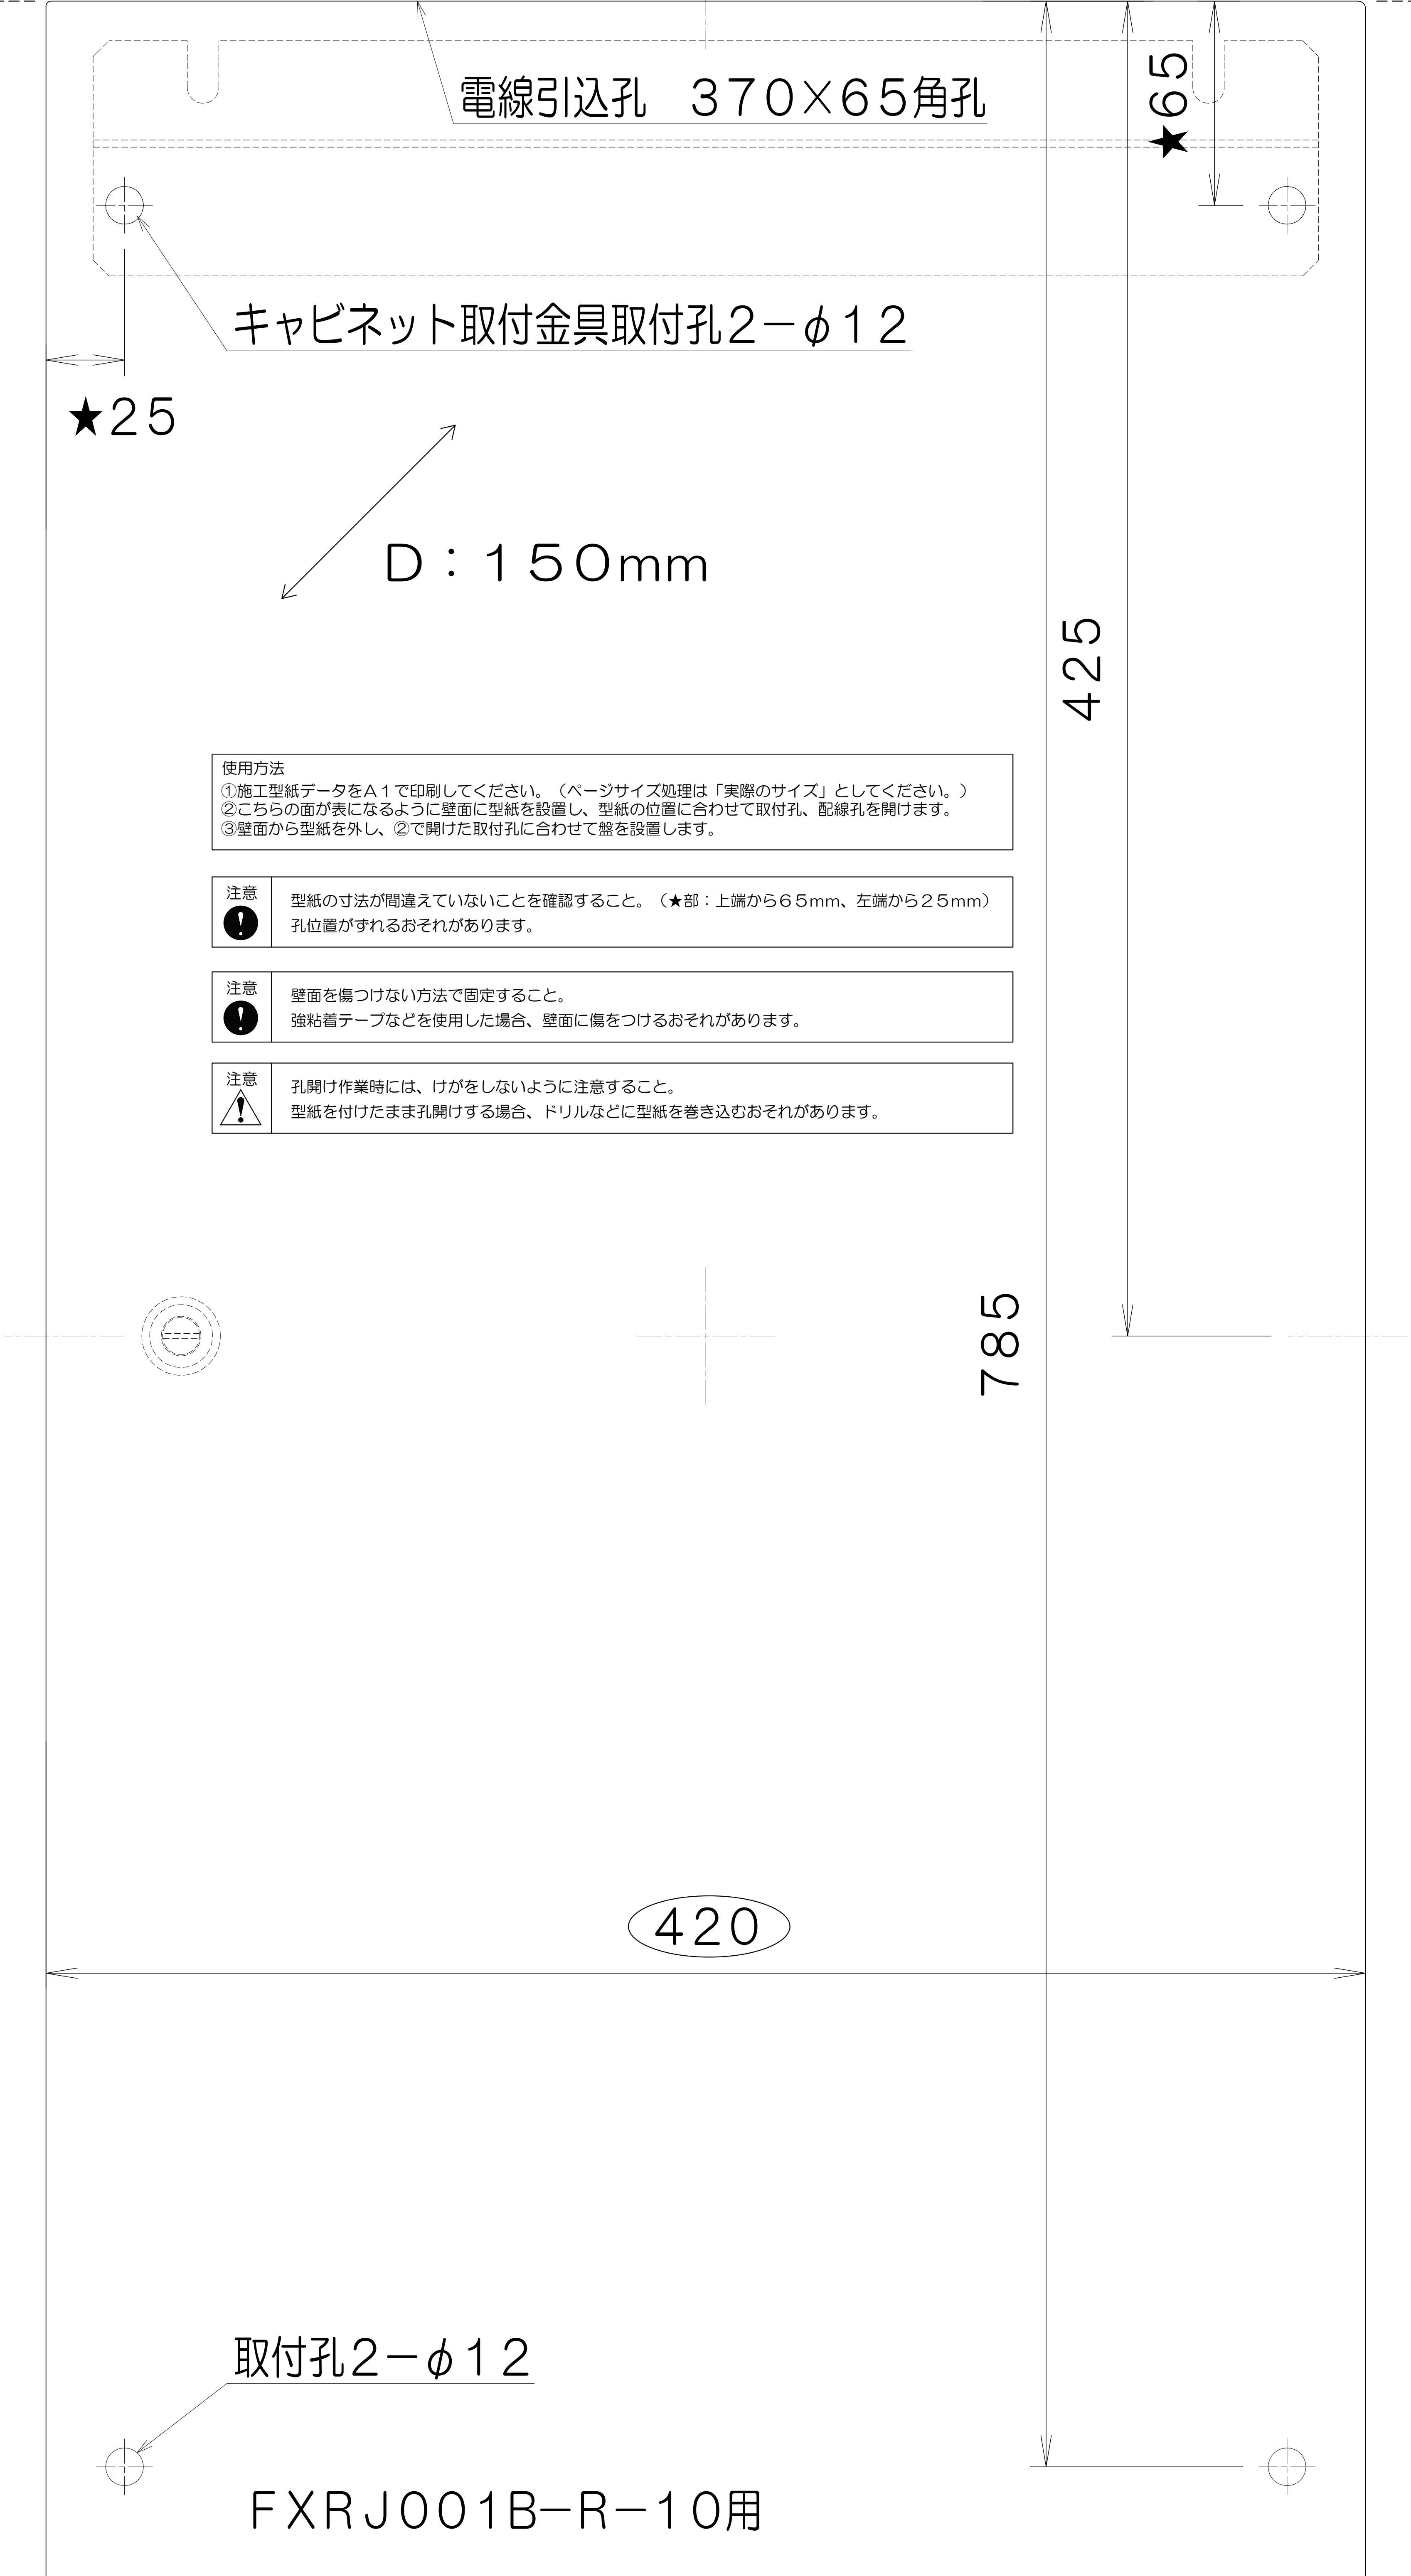 電線引込孔　３７０×６５角孔
★６５
キャビネット取付金具取付孔２－φ１２
★２５
Ｄ：１５０ｍｍ
４２５
使用方法
①施工型紙データをＡ１で印刷してください。（ページサイズ処理は「実際のサイズ」としてください。）
②こちらの面が表になるように壁面に型紙を設置し、型紙の位置に合わせて取付孔、配線孔を開けます。
③壁面から型紙を外し、②で開けた取付孔に合わせて盤を設置します。
注意
型紙の寸法が間違えていないことを確認すること。（★部：上端から６５ｍｍ、左端から２５ｍｍ）
孔位置がずれるおそれがあります。
注意
壁面を傷つけない方法で固定すること。
強粘着テープなどを使用した場合、壁面に傷をつけるおそれがあります。
注意
孔開け作業時には、けがをしないように注意すること。
型紙を付けたまま孔開けする場合、ドリルなどに型紙を巻き込むおそれがあります。
７８５
４２０
取付孔２－φ１２
ＦＸＲＪ００１Ｂ－Ｒ－１０用